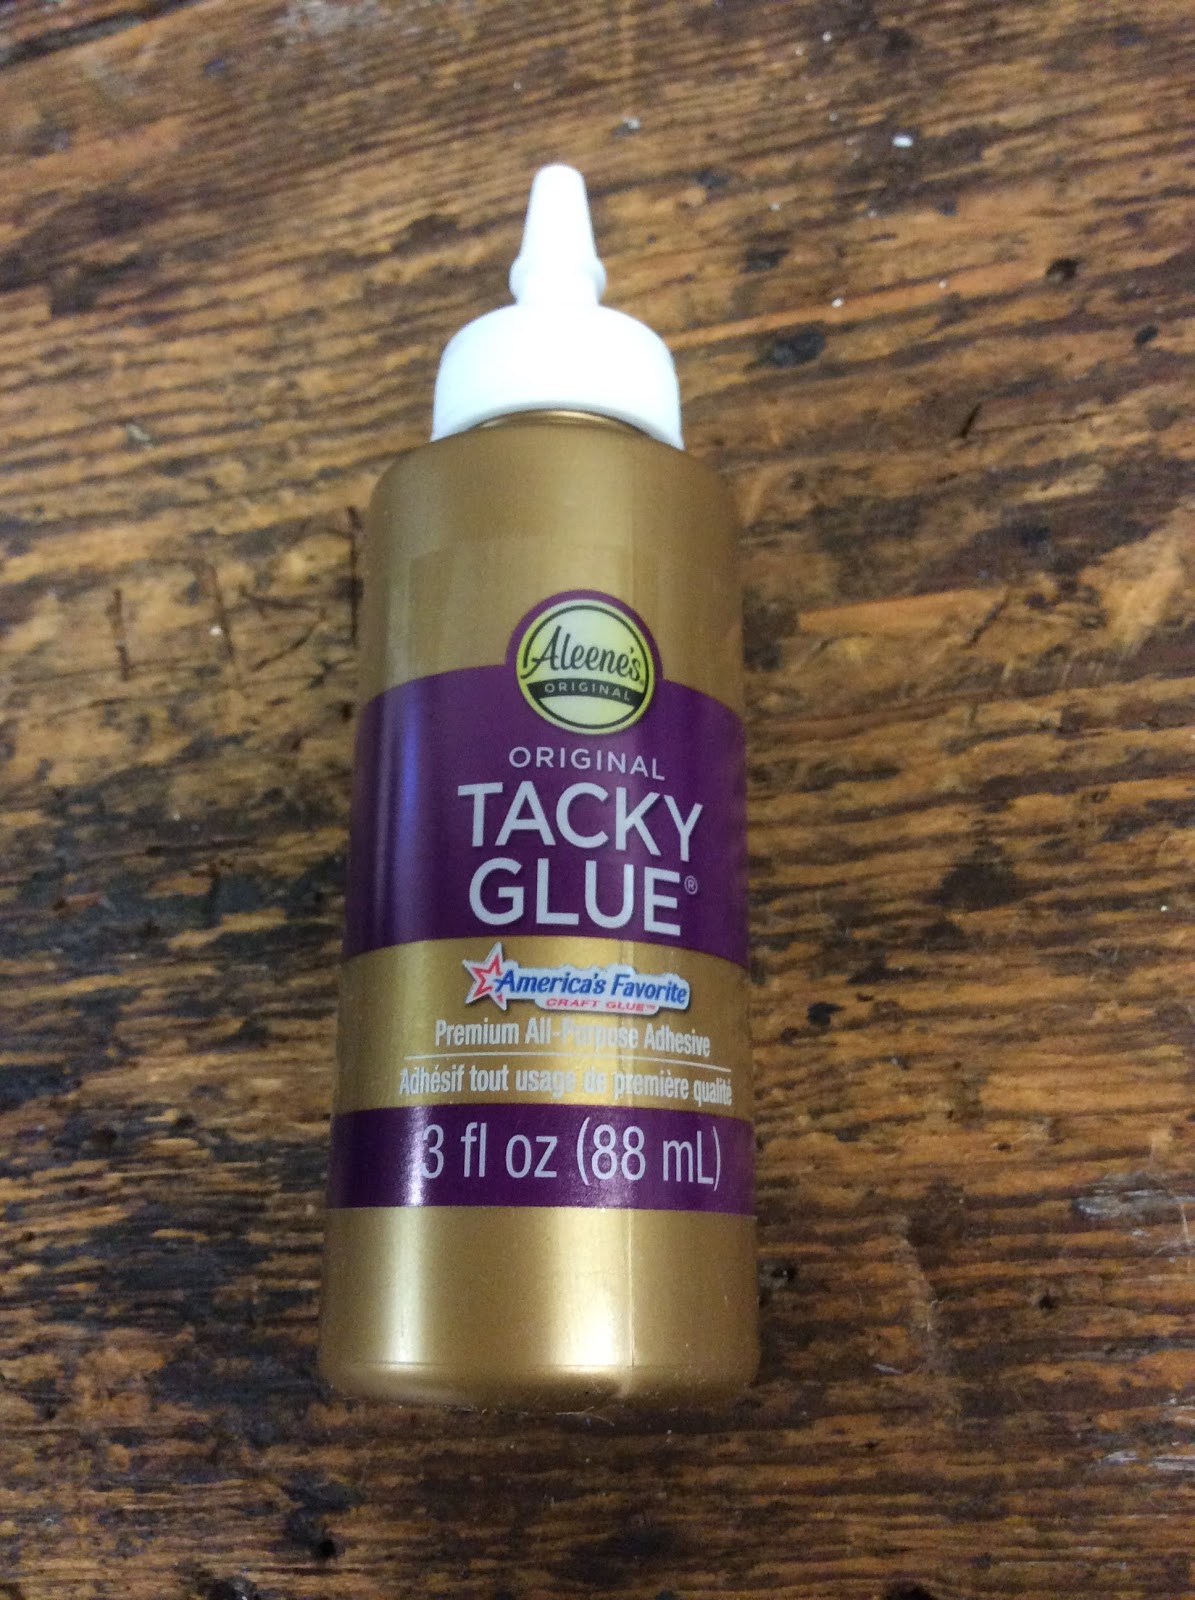 Aleene's®
ORIGINAL
ORIGINAL
TACKY
GLUE®
America's Favorite
CRAFT GLUE™
Premium All-Purpose Adhesive
Adhésif tout usage de première qualité
3 fl oz (88 mL)